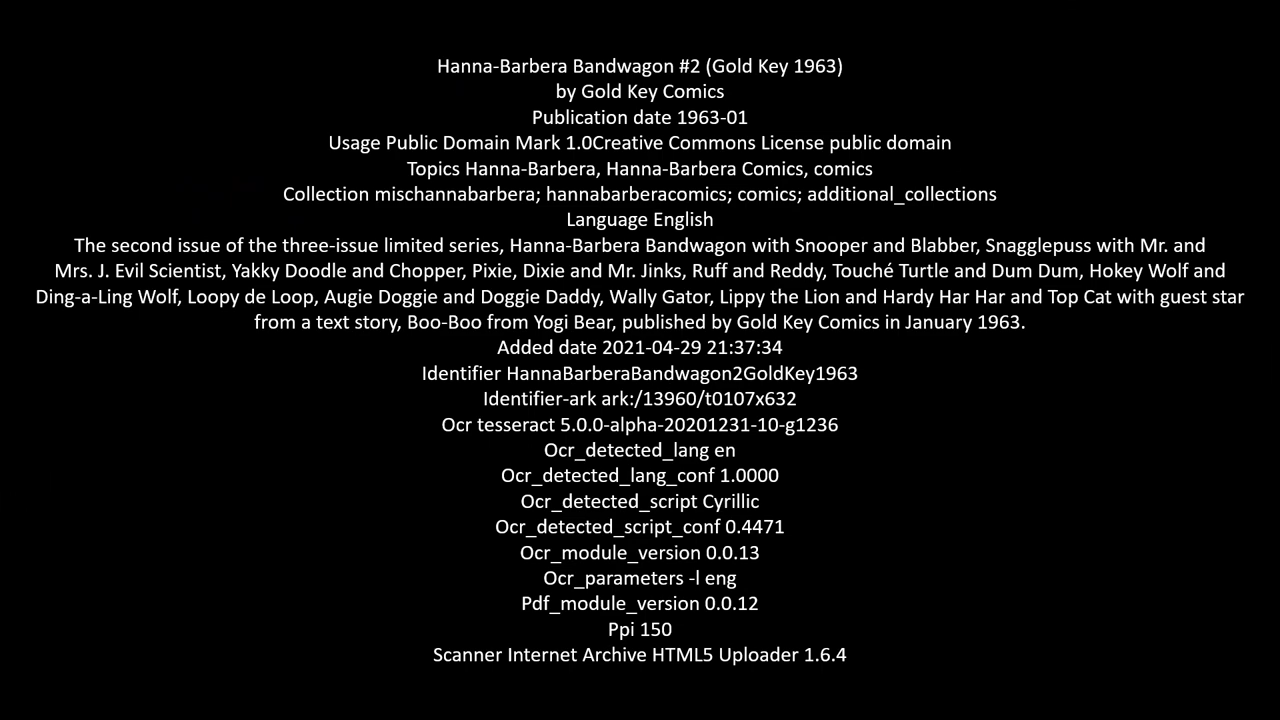 Hanna-Barbera Bandwagon #2 (Gold Key 1963)
by Gold Key Comics
Publication date 1963-01
Usage Public Domain Mark 1.0Creative Commons License public domain
Topics Hanna-Barbera, Hanna-Barbera Comics, comics
Collection mischannabarbera; hannabarberacomics; comics; additional_collections
Language English
The second issue of the three-issue limited series, Hanna-Barbera Bandwagon with Snooper and Blabber, Snagglepuss with Mr. and
Mrs. J. Evil Scientist, Yakky Doodle and Chopper, Pixie, Dixie and Mr. Jinks, Ruff and Reddy, Touché Turtle and Dum Dum, Hokey Wolf and
Ding-a-Ling Wolf, Loopy de Loop, Augie Doggie and Doggie Daddy, Wally Gator, Lippy the Lion and Hardy Har Har and Top Cat with guest star
from a text story, Boo-Boo from Yogi Bear, published by Gold Key Comics in January 1963.
Added date 2021-04-29 21:37:34
Identifier HannaBarberaBandwagon2GoldKey1963
Identifier-ark ark:/13960/t0107x632
Ocr tesseract 5.0.0-alpha-20201231-10-g1236
Ocr_detected_lang en
Ocr_detected_lang_conf 1.0000
Ocr_detected_script Cyrillic
Ocr_detected_script_conf 0.4471
Ocr_module_version 0.0.13
Ocr_parameters -l eng
Pdf_module_version 0.0.12
Ppi 150
Scanner Internet Archive HTML5 Uploader 1.6.4